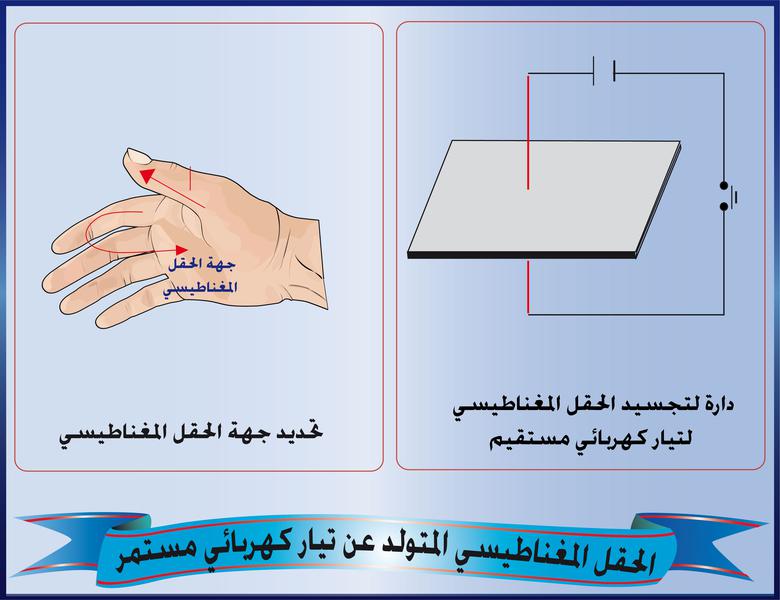 دارة لتجسيد الحقل المغناطيسي
لتيار كهربائي مستقيم
جهة الحقل
المغناطيسي
تحديد جهة الحقل المغناطيسي
الحقل المغناطيسي المتولد عن تيار كهربائي مستمر